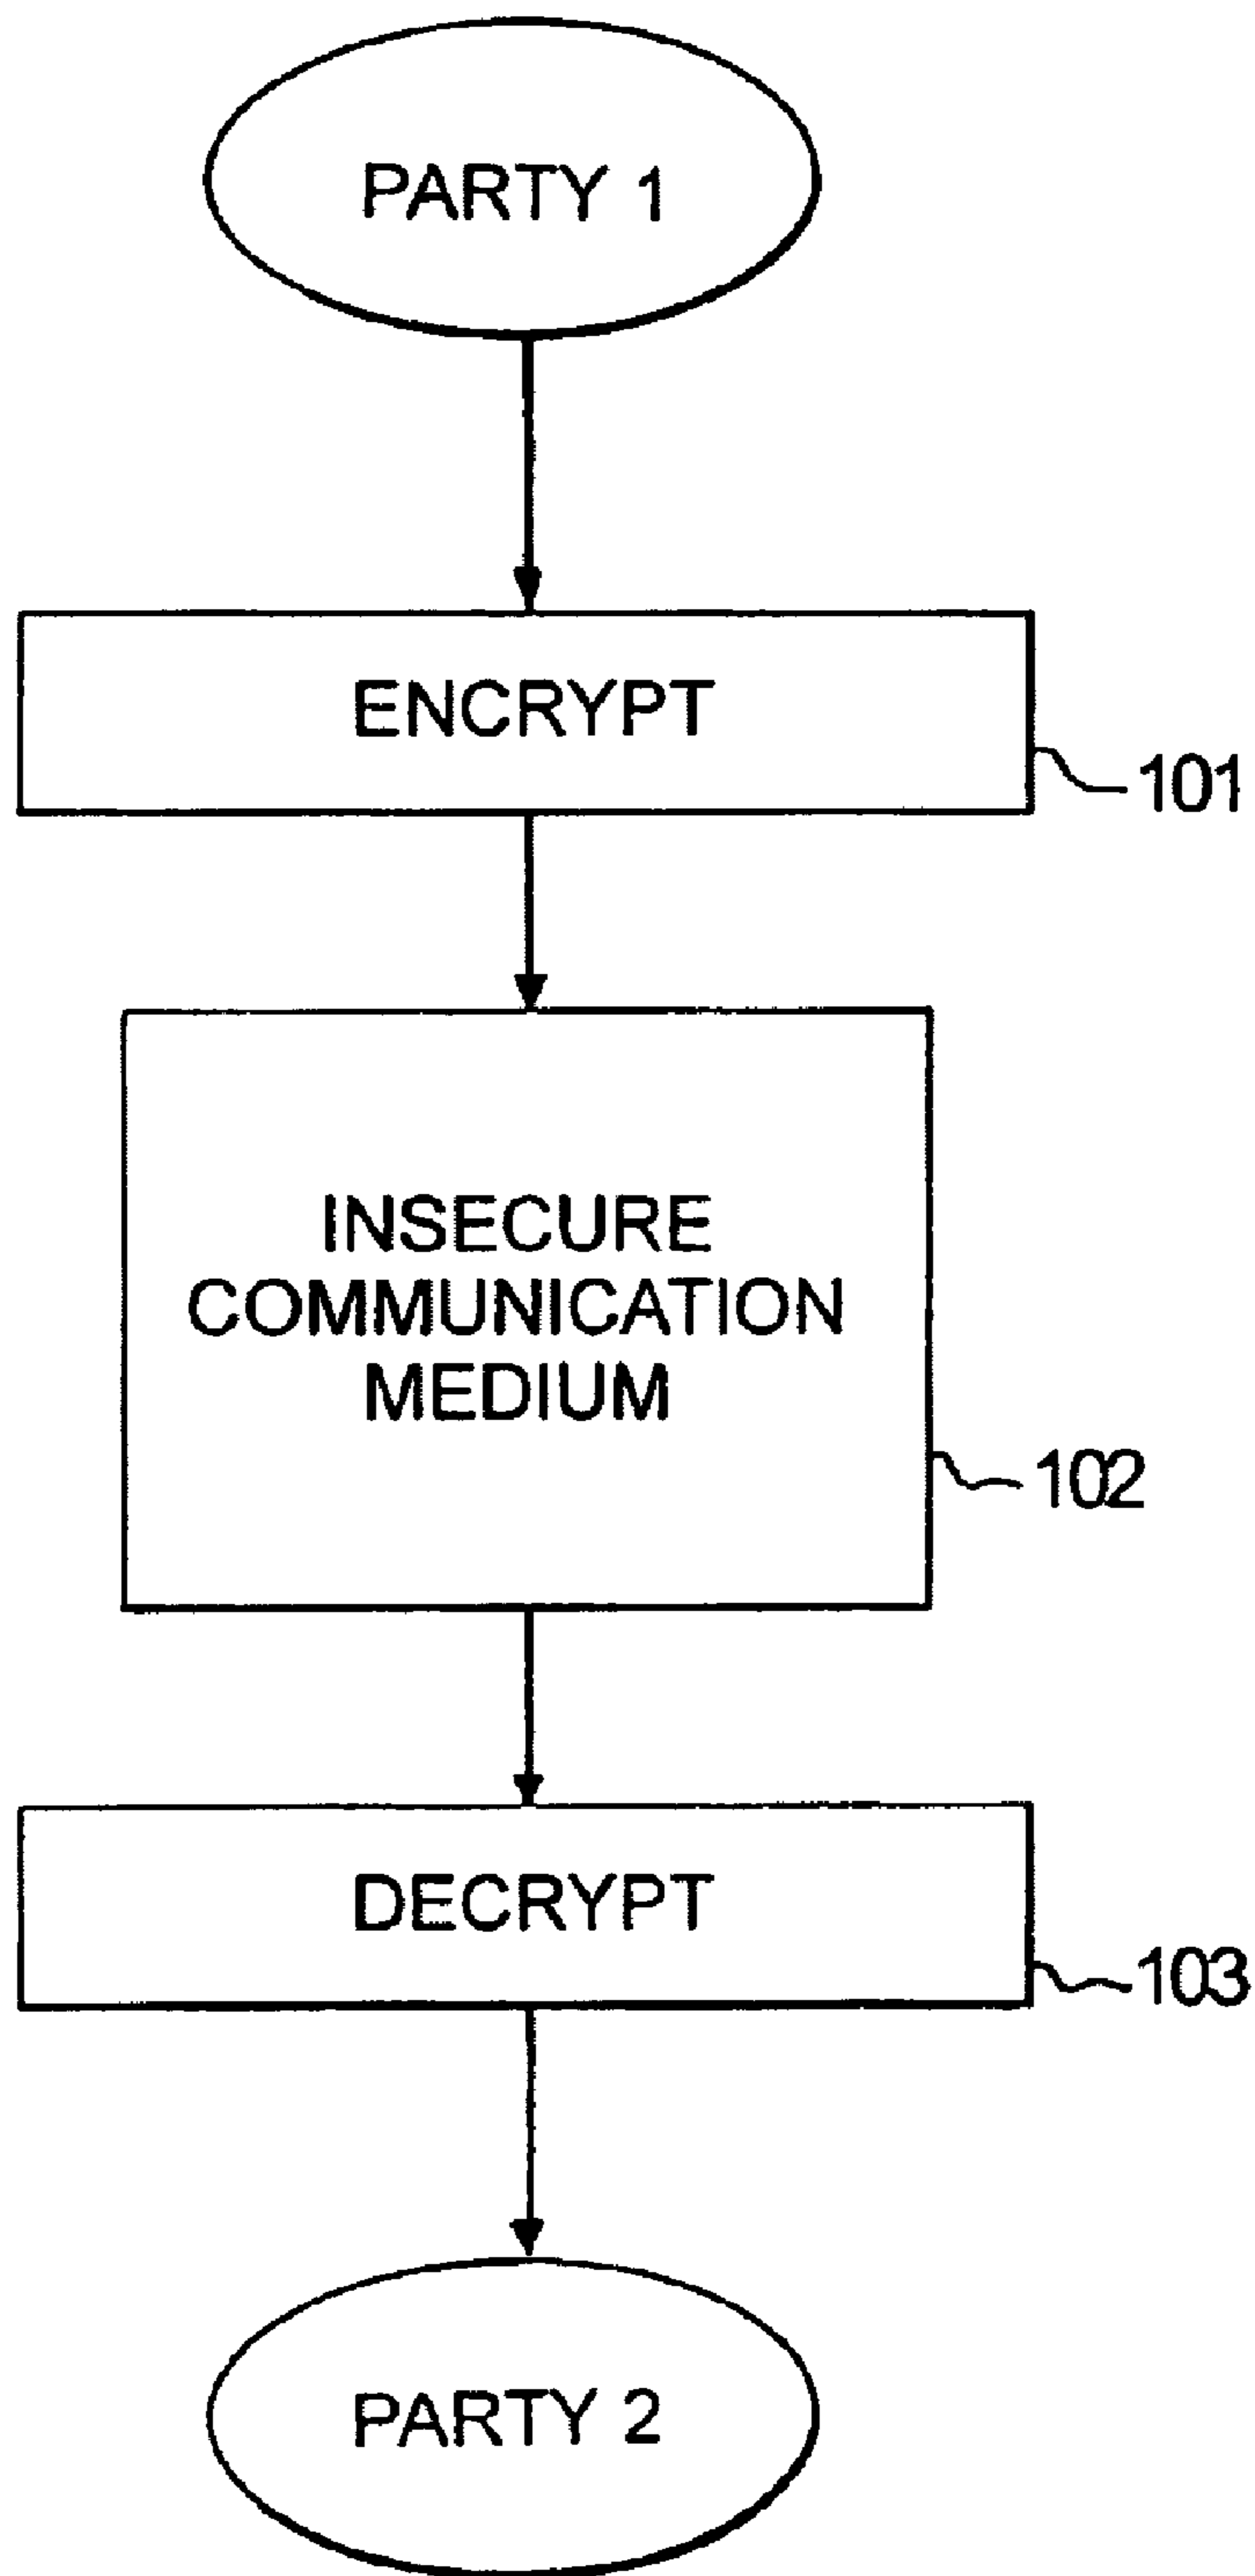 PARTY 1
ENCRYPT
101
INSECURE
COMMUNICATION
MEDIUM
102
DECRYPT
103
PARTY 2